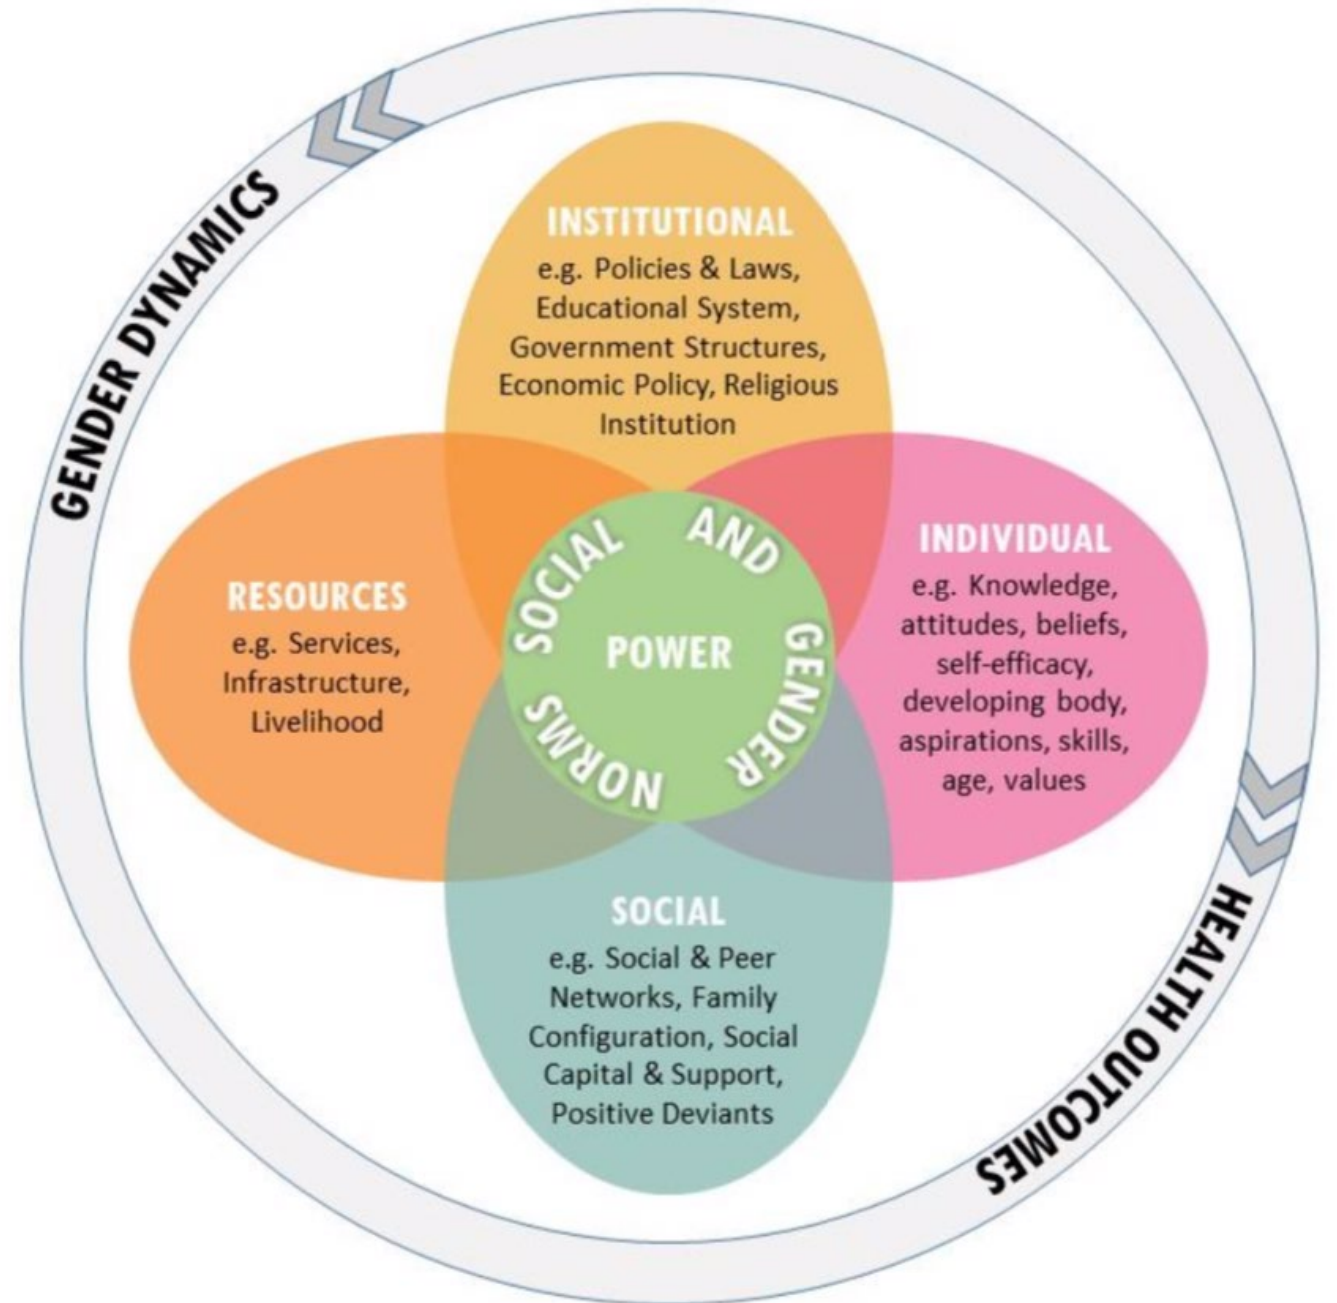 GENDER DYNAMICS
INSTITUTIONAL
e.g. Policies & Laws,
Educational System,
Government Structures,
Economic Policy, Religious
Institution
RESOURCES
e.g. Services,
Infrastructure,
Livelihood
SOCIAL AND GENDER NORMS
POWER
INDIVIDUAL
e.g. Knowledge,
attitudes, beliefs,
self-efficacy,
developing body,
aspirations, skills,
age, values
SOCIAL
e.g. Social & Peer
Networks, Family
Configuration, Social
Capital & Support,
Positive Deviants
HEALTH OUTCOMES